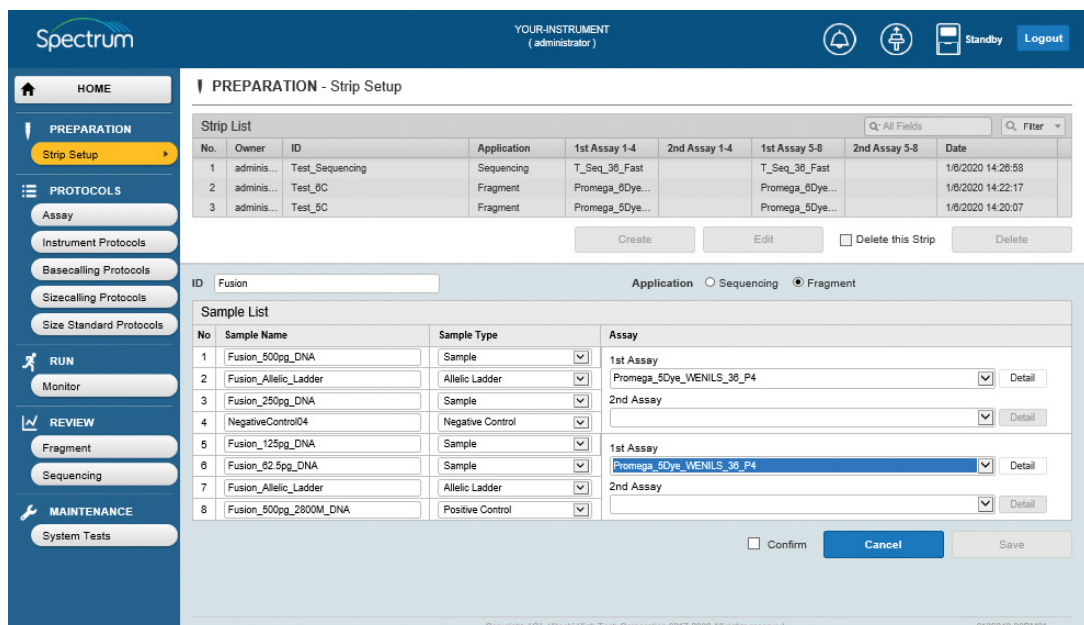 Spectrum
YOUR-INSTRUMENT
( administrator )
Standby
Logout
HOME
PREPARATION
Strip Setup
PROTOCOLS
Assay
Instrument Protocols
Basecalling Protocols
Sizecalling Protocols
Size Standard Protocols
RUN
Monitor
REVIEW
Fragment
Sequencing
MAINTENANCE
System Tests
PREPARATION - Strip Setup
Strip List
All Fields
Filter
No. Owner ID Application 1st Assay 1-4 2nd Assay 1-4 1st Assay 5-8 2nd Assay 5-8 Date
1 adminis... Test_Sequencing Sequencing T_Seq_36_Fast T_Seq_36_Fast 1/6/2020 14:26:58
2 adminis... Test_6C Fragment Promega_6Dye... Promega_6Dye... 1/6/2020 14:22:17
3 adminis... Test_5C Fragment Promega_5Dye... Promega_5Dye... 1/6/2020 14:20:07
Create Edit Delete this Strip Delete
ID Fusion Application Sequencing Fragment
Sample List
No Sample Name Sample Type Assay
1 Fusion_500pg_DNA Sample
2 Fusion_Allelic_Ladder Allelic Ladder
3 Fusion_250pg_DNA Sample
4 NegativeControl04 Negative Control
5 Fusion_125pg_DNA Sample
6 Fusion_62.5pg_DNA Sample
7 Fusion_Allelic_Ladder Allelic Ladder
8 Fusion_500pg_2800M_DNA Positive Control
1st Assay
Promega_5Dye_WENILS_36_P4 Detail
2nd Assay
Detail
1st Assay
Promega_5Dye_WENILS_36_P4 Detail
2nd Assay
Detail
Confirm Cancel Save